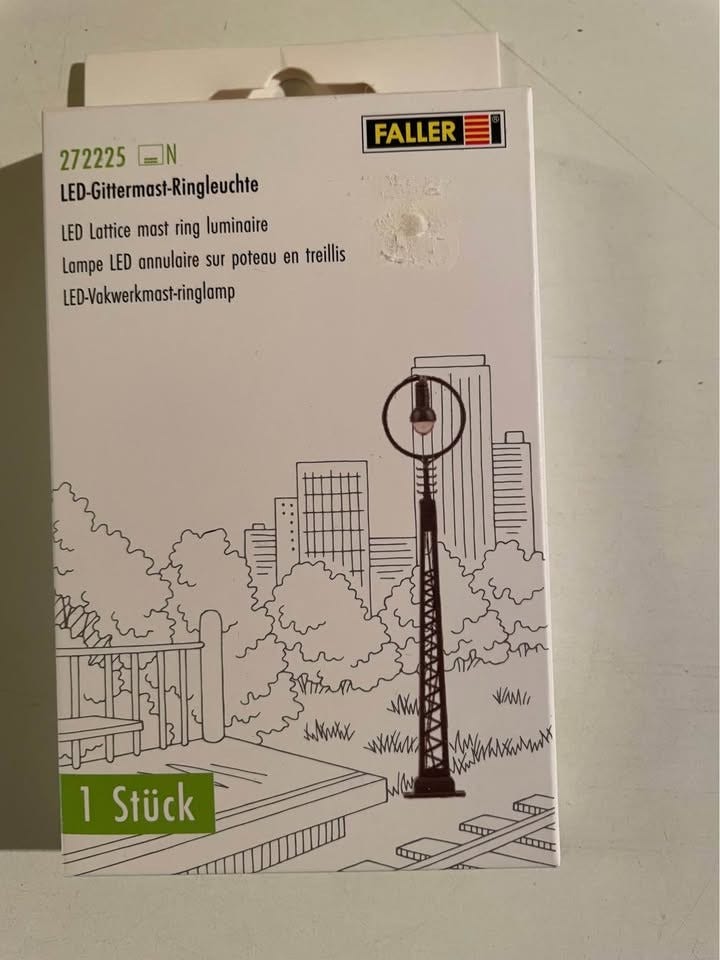 FALLER ®
272225 N
LED-Gittermast-Ringleuchte
LED Lattice mast ring luminaire
Lampe LED annulaire sur poteau en treillis
LED-Vakwerkmast-ringlamp
1 Stück